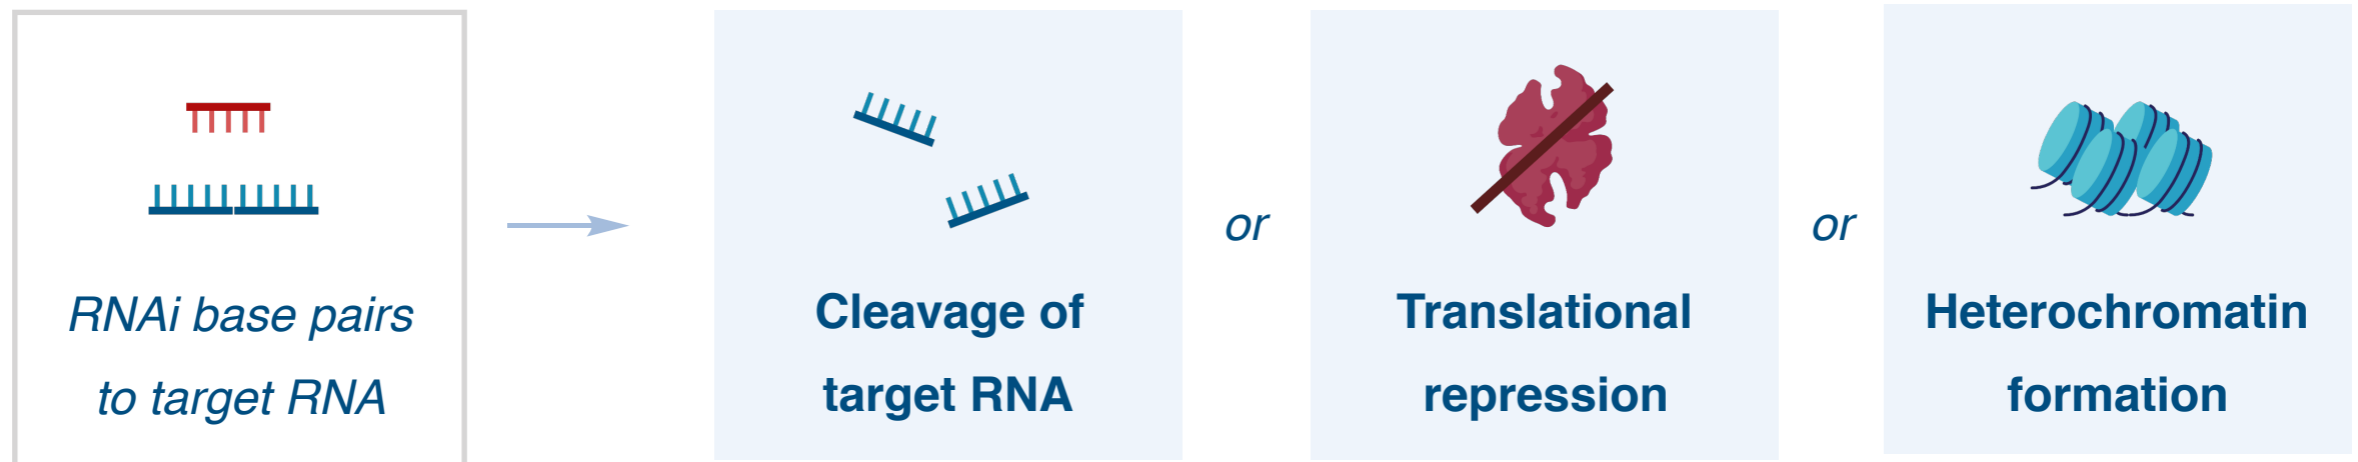 RNAi base pairs
to target RNA
Cleavage of
target RNA
or
Translational
repression
or
Heterochromatin
formation